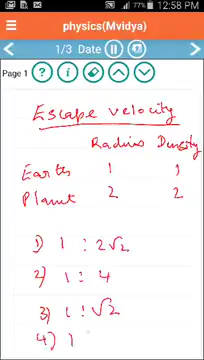 77% 12:58 PM
physics(Mvidya)
1/3 Date
Page 1
Escape velocity
Radius Density
Earth 1 1
Planet 2 2
1) 1 : 2√2
2) 1 : 4
3) 1 : √2
4) 1